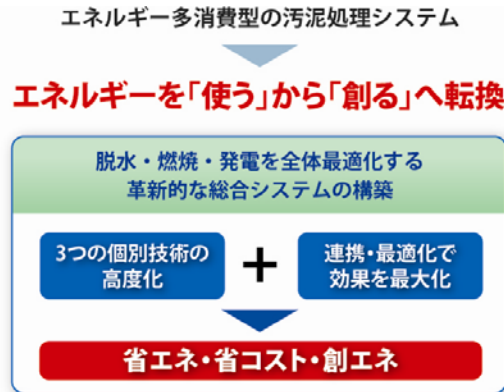 エネルギー多消費型の汚泥処理システム
エネルギーを「使う」から「創る」へ転換
脱水・燃焼・発電を全体最適化する
革新的な総合システムの構築
3つの個別技術の
高度化
+
連携・最適化で
効果を最大化
省エネ・省コスト・創エネ